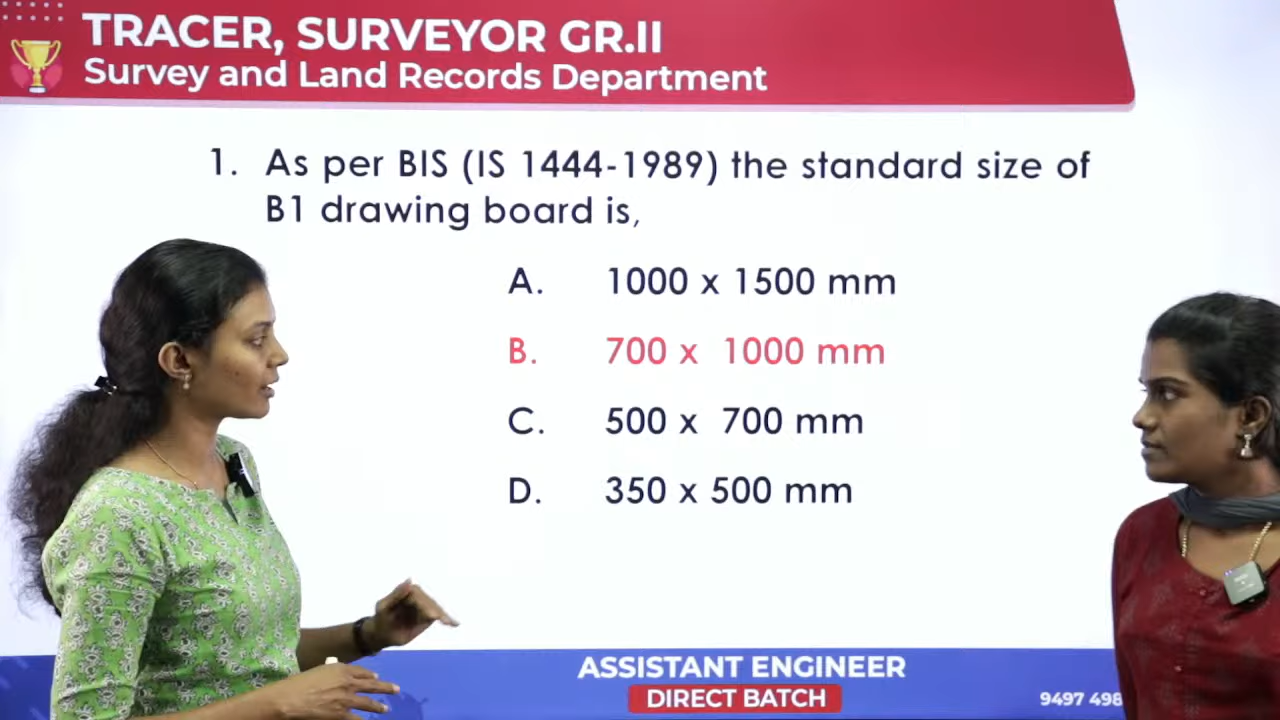 TRACER, SURVEYOR GR.II
Survey and Land Records Department
1. As per BIS (IS 1444-1989) the standard size of
B1 drawing board is,
A. 1000 x 1500 mm
B. 700 x 1000 mm
C. 500 x 700 mm
D. 350 x 500 mm
ASSISTANT ENGINEER
DIRECT BATCH
9497 498